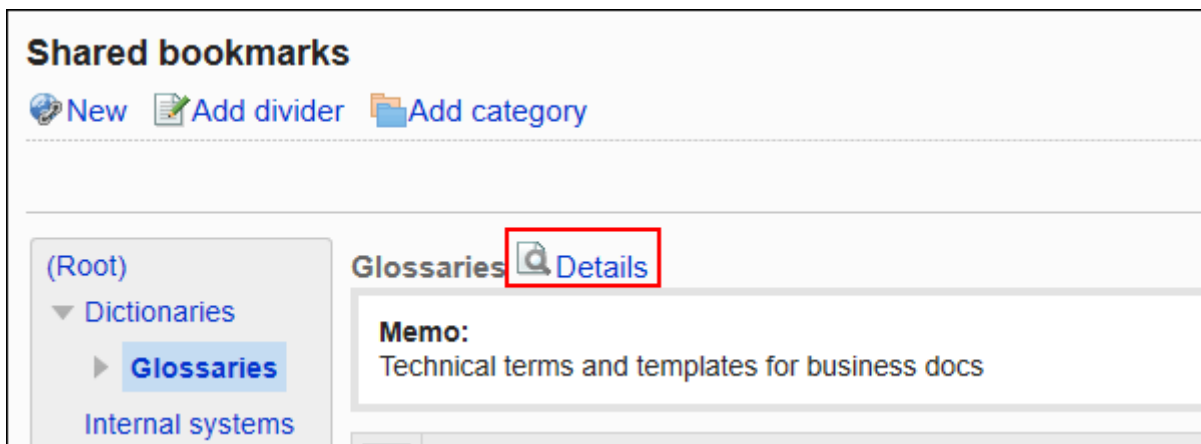 Shared bookmarks
New Add divider Add category
(Root)
Dictionaries
Glossaries
Internal systems
Glossaries Details
Memo:
Technical terms and templates for business docs